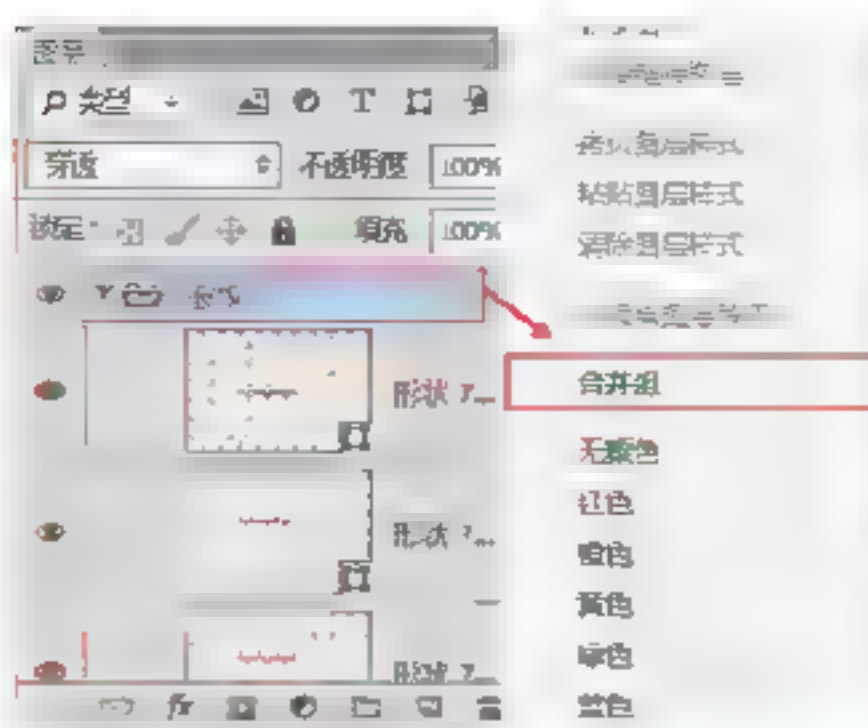 类型
T
穿透
不透明度 100%
锁定:
填充 100%
形状 7...
形状 7...
形状 7...
fx
拷贝图层样式
粘贴图层样式
清除图层样式
合并组
无颜色
红色
橙色
黄色
绿色
蓝色